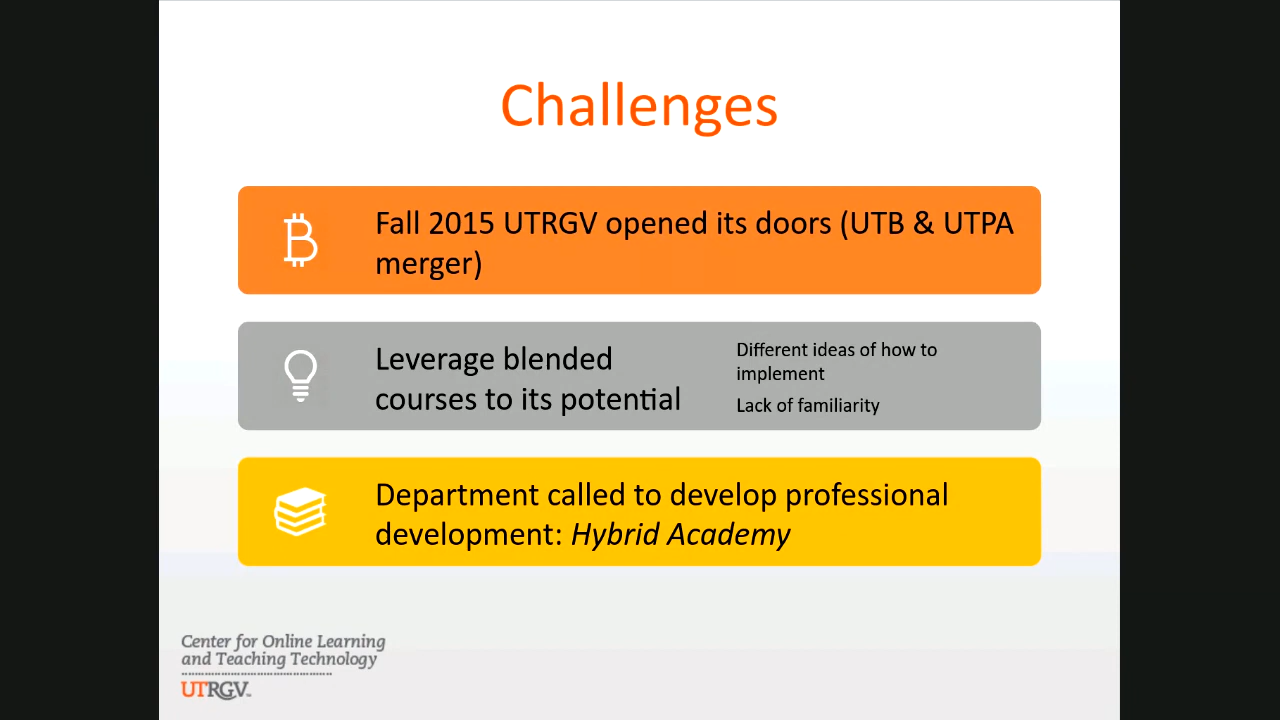 Challenges
Fall 2015 UTRGV opened its doors (UTB & UTPA
merger)
Leverage blended
courses to its potential
Different ideas of how to
implement
Lack of familiarity
Department called to develop professional
development: Hybrid Academy
Center for Online Learning
and Teaching Technology
UTRGV